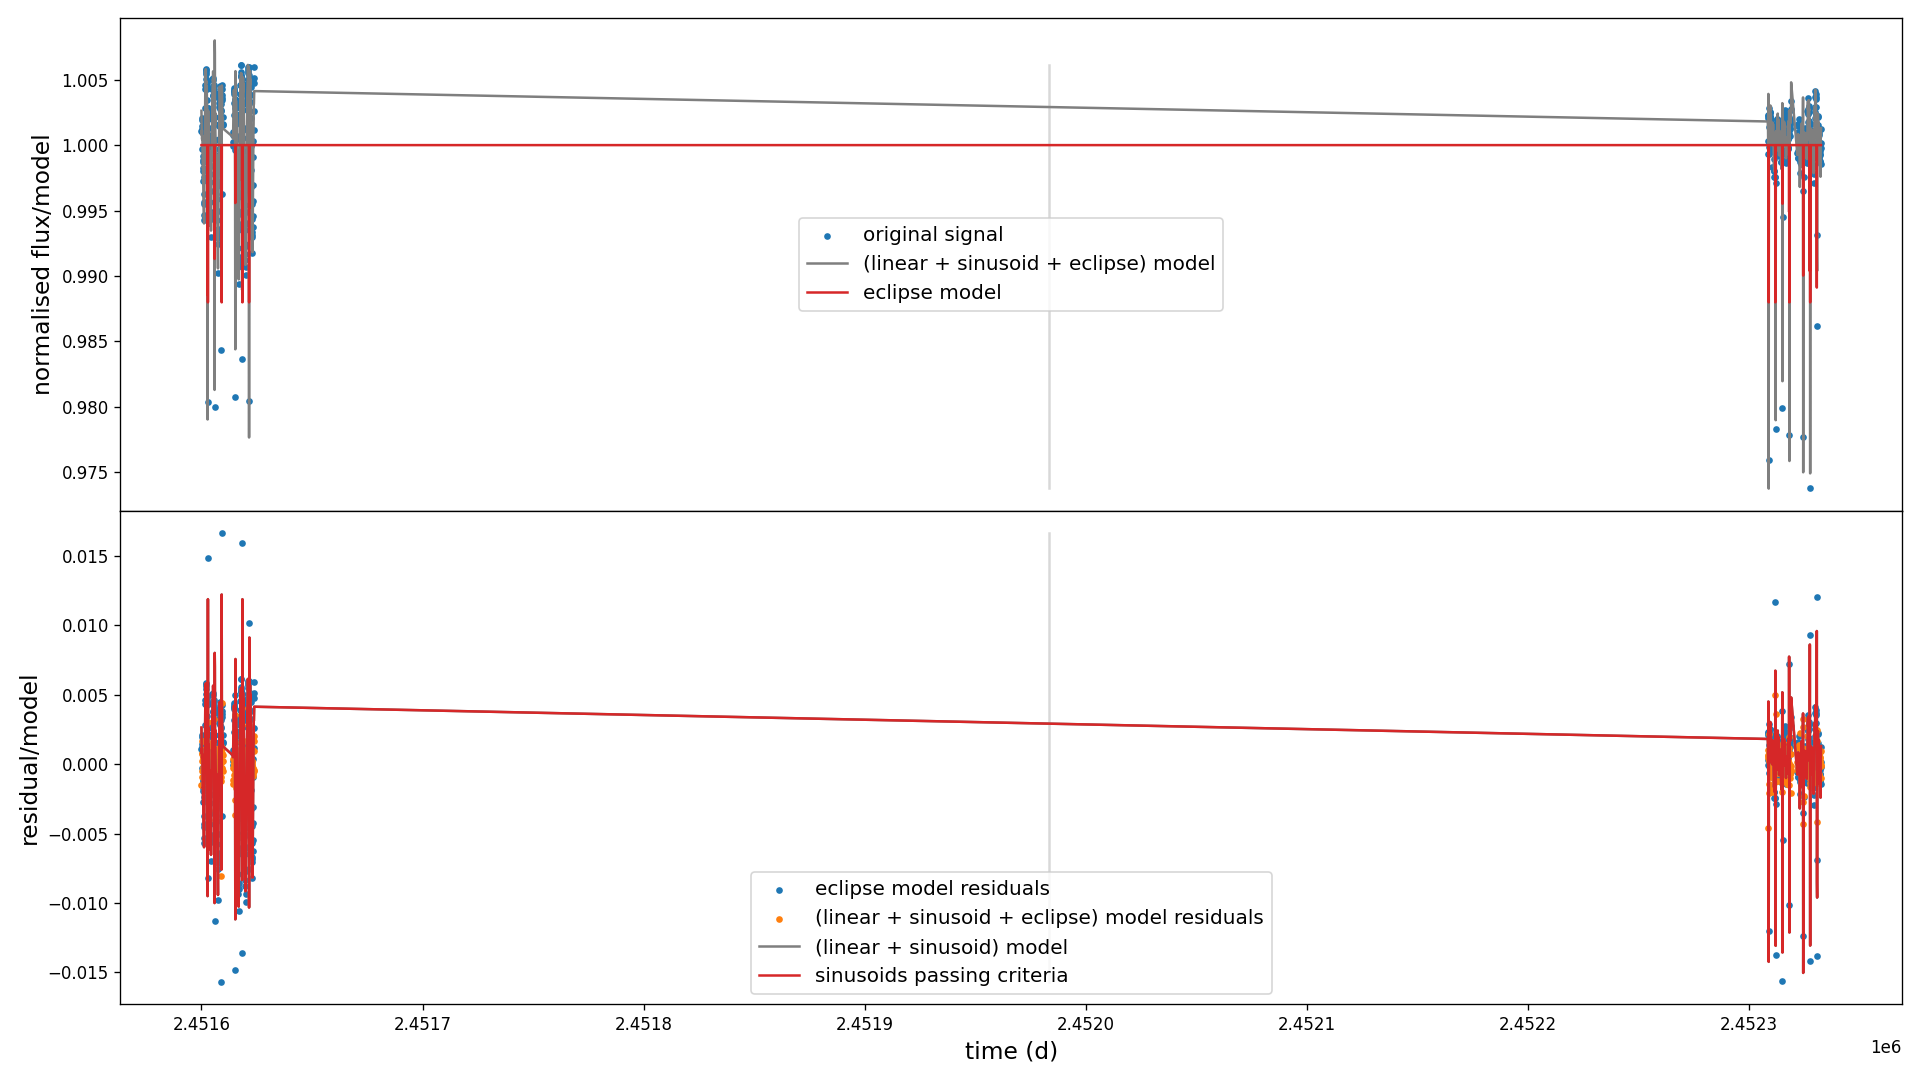 normalised flux/model
1.005
1.000
0.995
0.990
0.985
0.980
0.975
original signal
(linear + sinusoid + eclipse) model
eclipse model
residual/model
0.015
0.010
0.005
0.000
−0.005
−0.010
−0.015
eclipse model residuals
(linear + sinusoid + eclipse) model residuals
(linear + sinusoid) model
sinusoids passing criteria
2.4516 2.4517 2.4518 2.4519 2.4520 2.4521 2.4522 2.4523
time (d)
1e6